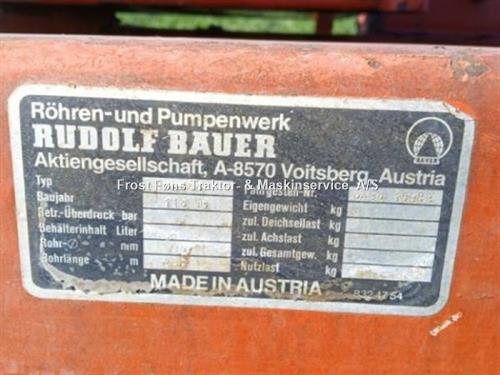 Röhren-und Pumpenwerk
RUDOLF BAUER
BAUER
Aktiengesellschaft, A-8570 Voitsberg, Austria
Frost Føns Traktor- & Maskinservice A/S
Typ
Baujahr
Betr.-Überdruck bar
Behälterinhalt Liter
Rohr-∅ mm
Rohrlänge m
Eigengewicht kg
zul. Deichsellast kg
zul. Achslast kg
zul. Gesamtgew. kg
Nutzlast kg
MADE IN AUSTRIA